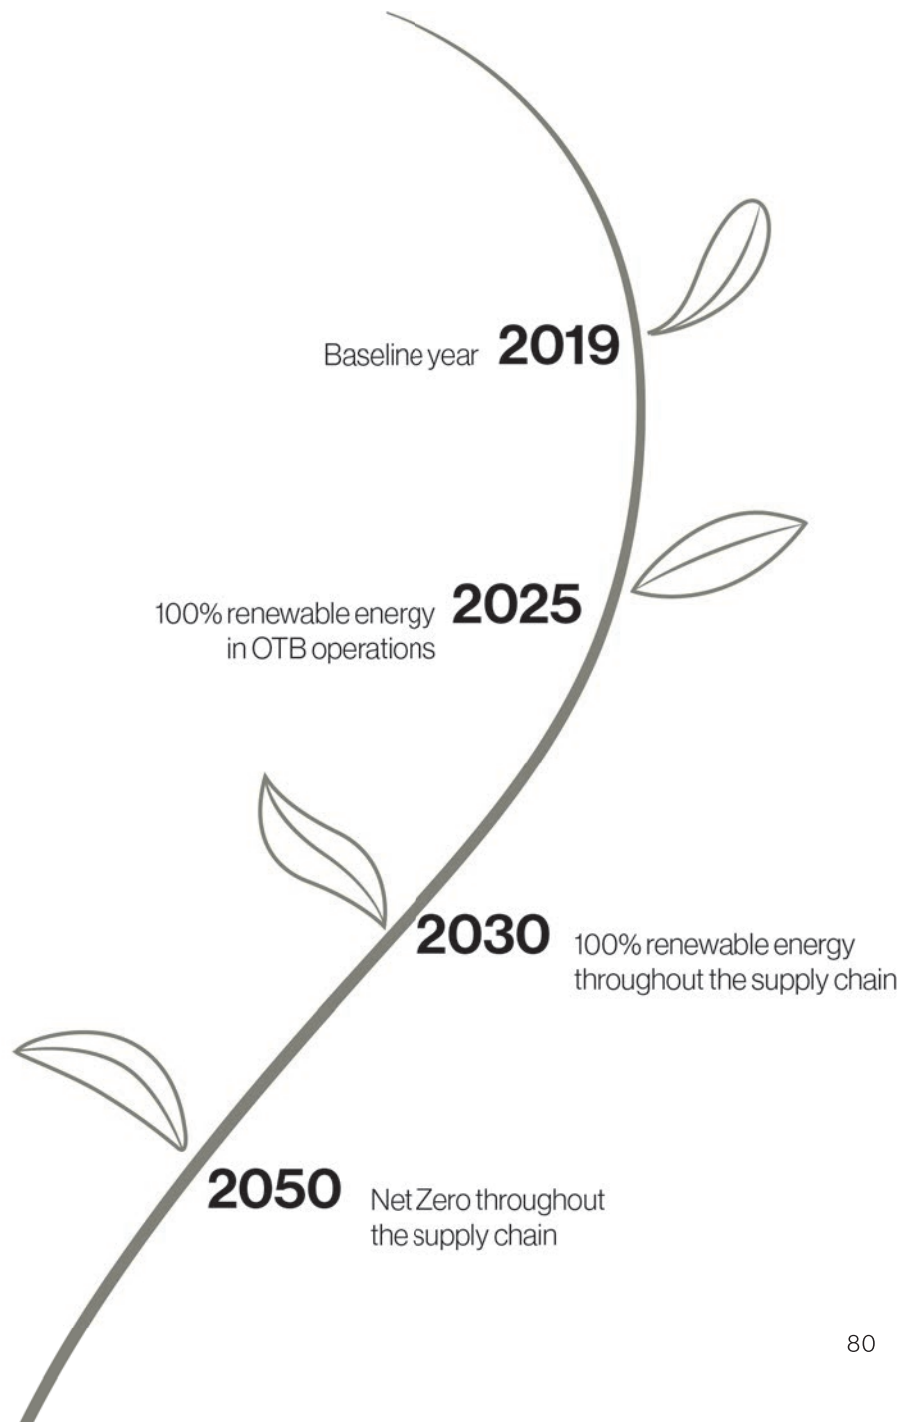 Baseline year 2019
100% renewable energy 2025
in OTB operations
2030 100% renewable energy
throughout the supply chain
2050 Net Zero throughout
the supply chain
80